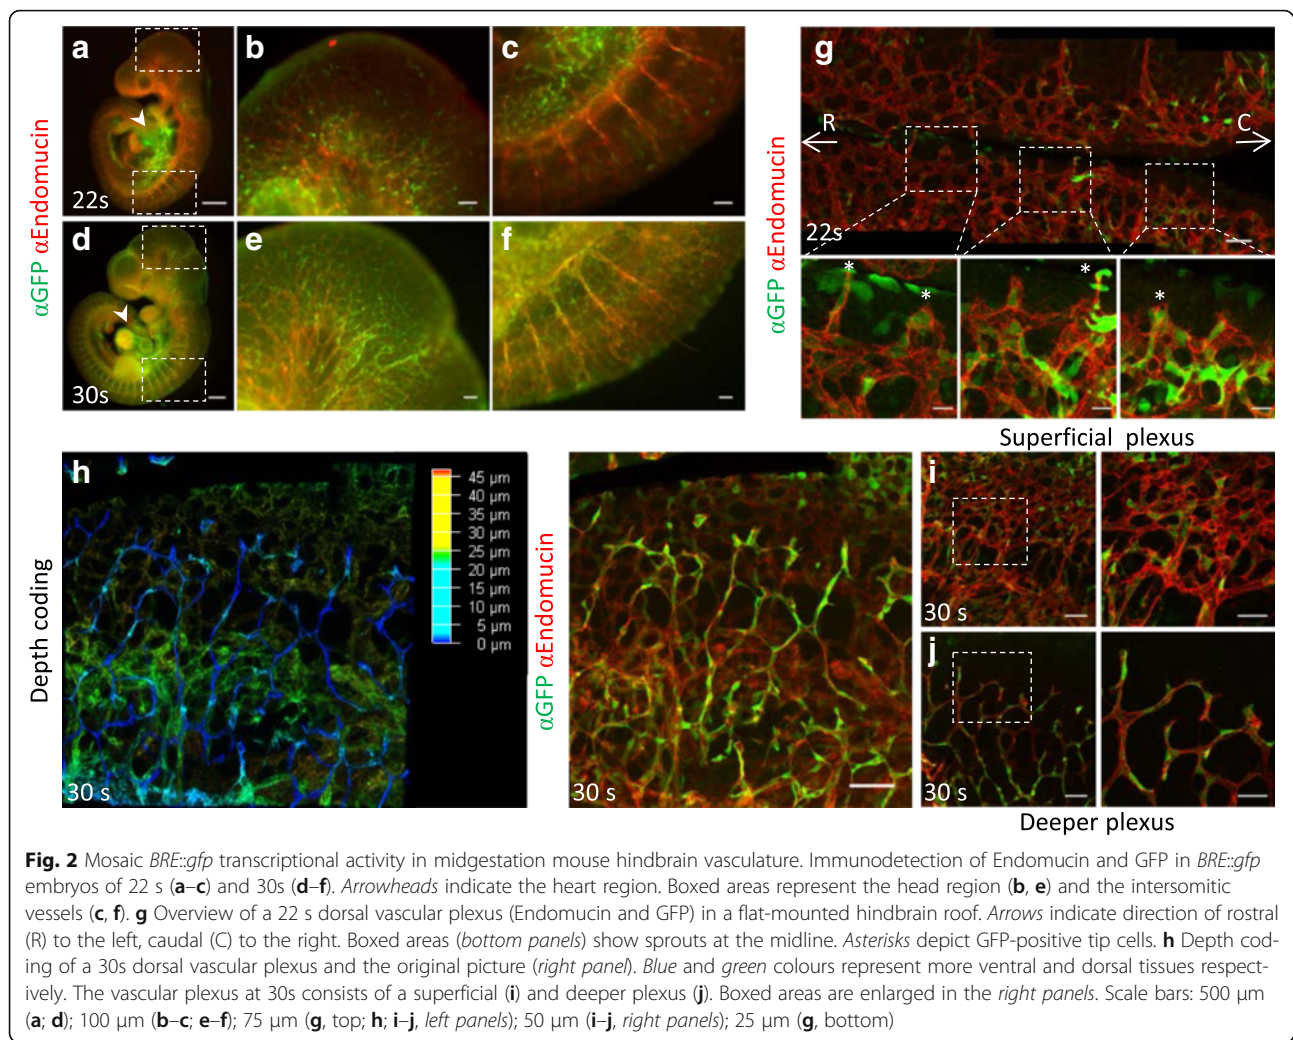 αGFP αEndomucin
a
22s
b
c
d
30s
e
f
αGFP αEndomucin
g
R
C
22s
*
*
*
*
Superficial plexus
Depth coding
h
45 µm
40 µm
35 µm
30 µm
25 µm
20 µm
15 µm
10 µm
5 µm
0 µm
30 s
αGFP αEndomucin
30 s
i
30 s
j
30 s
Deeper plexus
Fig. 2 Mosaic BRE::gfp transcriptional activity in midgestation mouse hindbrain vasculature. Immunodetection of Endomucin and GFP in BRE::gfp
embryos of 22 s (a–c) and 30s (d–f). Arrowheads indicate the heart region. Boxed areas represent the head region (b, e) and the intersomitic
vessels (c, f). g Overview of a 22 s dorsal vascular plexus (Endomucin and GFP) in a flat-mounted hindbrain roof. Arrows indicate direction of rostral
(R) to the left, caudal (C) to the right. Boxed areas (bottom panels) show sprouts at the midline. Asterisks depict GFP-positive tip cells. h Depth cod-
ing of a 30s dorsal vascular plexus and the original picture (right panel). Blue and green colours represent more ventral and dorsal tissues respect-
ively. The vascular plexus at 30s consists of a superficial (i) and deeper plexus (j). Boxed areas are enlarged in the right panels. Scale bars: 500 µm
(a; d); 100 µm (b–c; e–f); 75 µm (g, top; h; i–j, left panels); 50 µm (i–j, right panels); 25 µm (g, bottom)